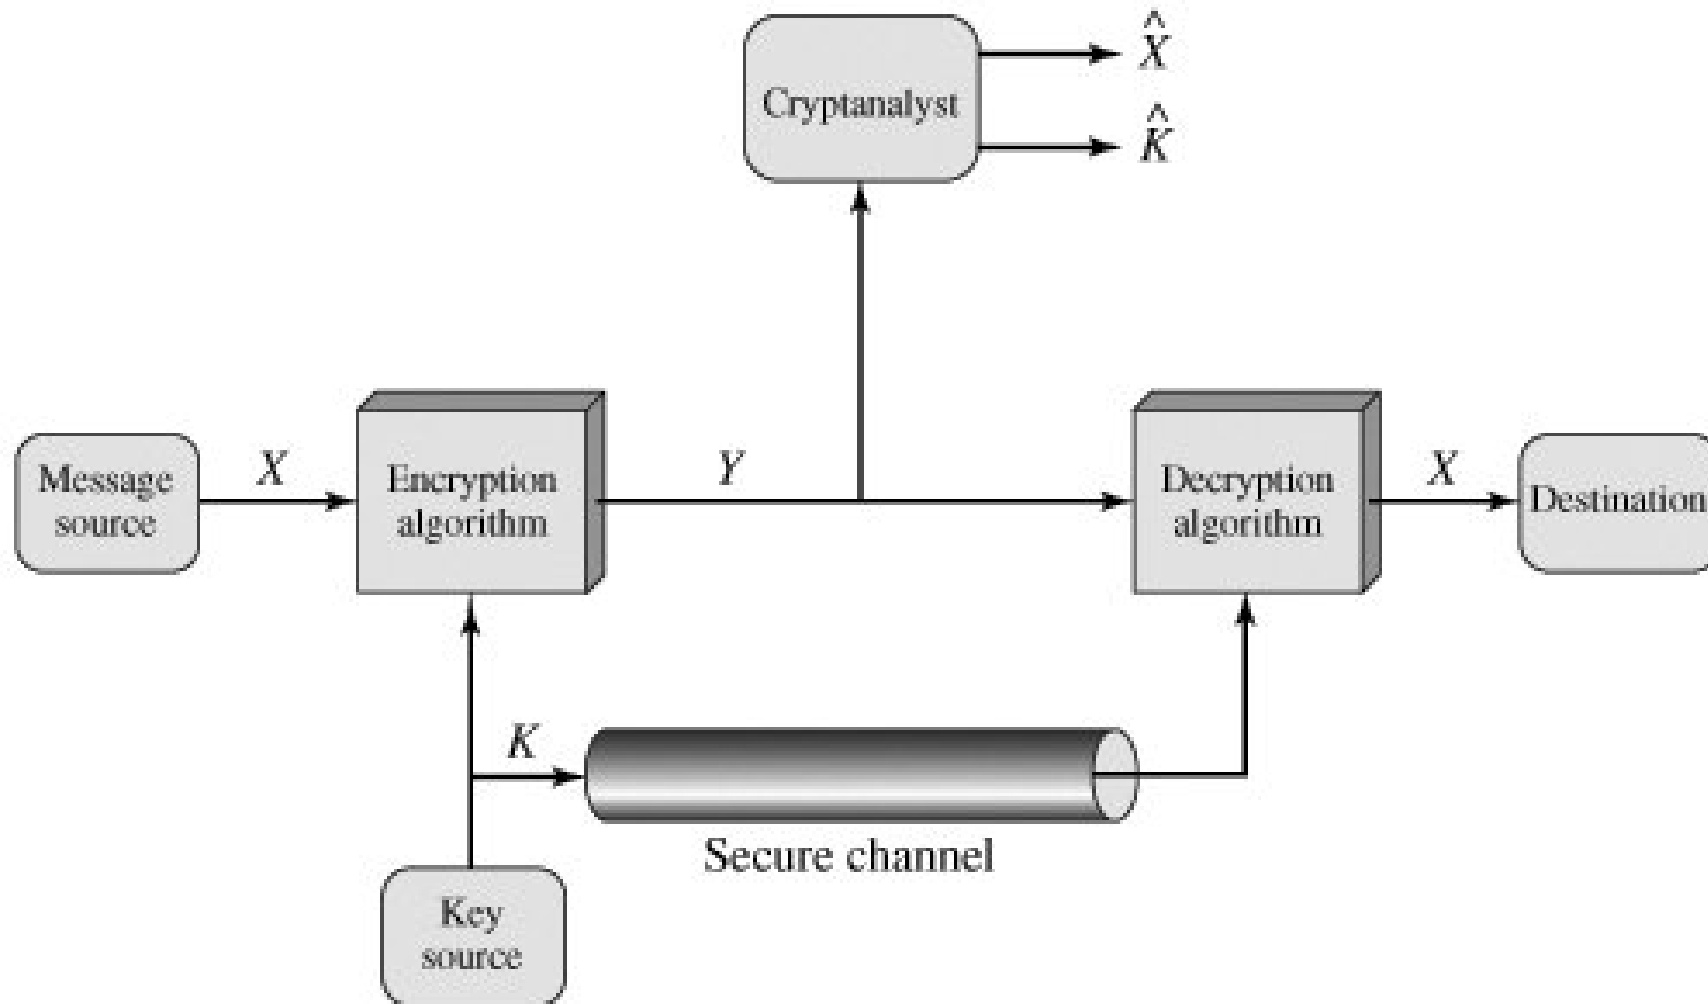 X̂
Cryptanalyst
K̂
Message
source
X
Encryption
algorithm
Y
Decryption
algorithm
X
Destination
K
Secure channel
Key
source